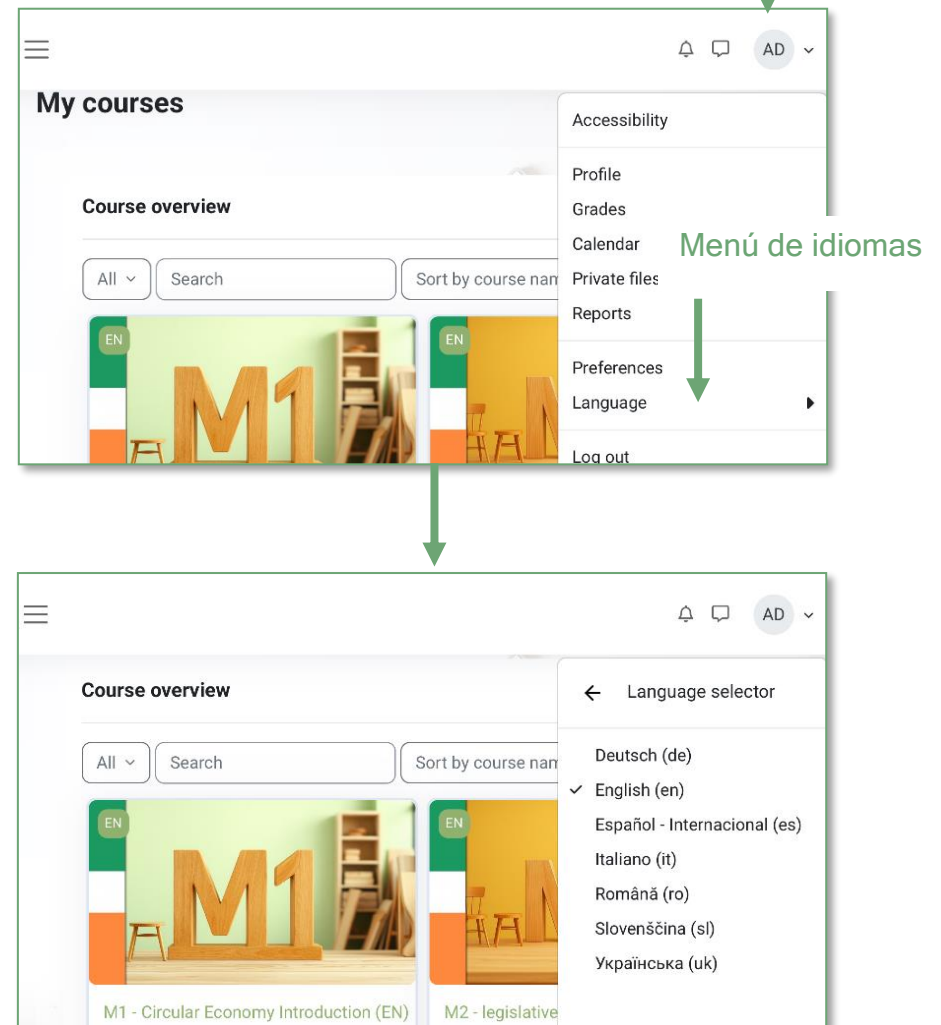 AD
My courses
Accessibility
Profile
Course overview
Grades
Calendar
Menú de idiomas
All
Search
Sort by course nam
Private files
Reports
EN
EN
M1
M
Preferences
Language
Log out
AD
Course overview
Language selector
All
Search
Sort by course nam
Deutsch (de)
English (en)
Español - Internacional (es)
Italiano (it)
Română (ro)
Slovenščina (sl)
Українська (uk)
EN
EN
M1
M
M1 - Circular Economy Introduction (EN)
M2 - legislative